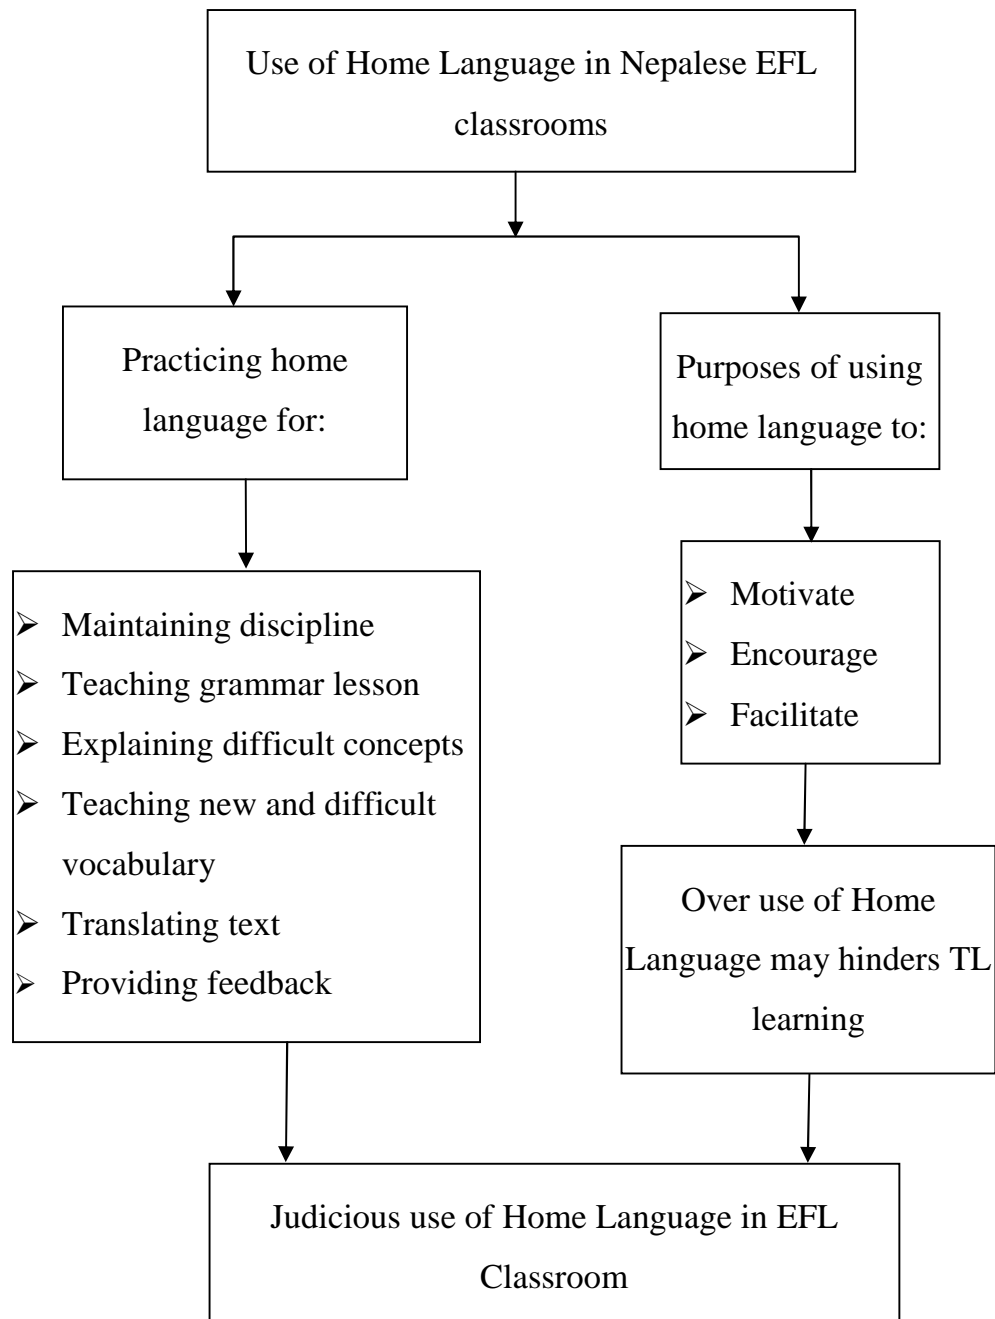 Use of Home Language in Nepalese EFL
classrooms
Practicing home
language for:
Purposes of using
home language to:
➢ Maintaining discipline
➢ Teaching grammar lesson
➢ Explaining difficult concepts
➢ Teaching new and difficult
vocabulary
➢ Translating text
➢ Providing feedback
➢ Motivate
➢ Encourage
➢ Facilitate
Over use of Home
Language may hinders TL
learning
Judicious use of Home Language in EFL
Classroom